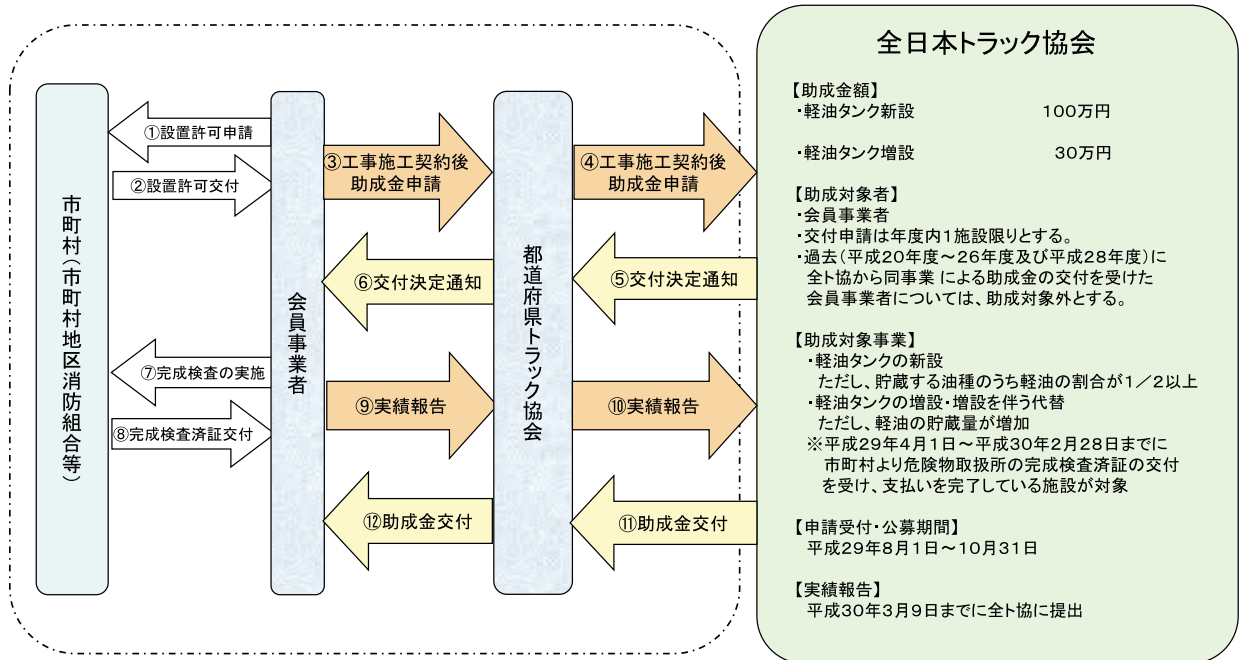 市町村（市町村地区消防組合等）
①設置許可申請
②設置許可交付
⑦完成検査の実施
⑧完成検査済証交付
会員事業者
③工事施工契約後
助成金申請
⑥交付決定通知
⑨実績報告
⑫助成金交付
都道府県トラック協会
④工事施工契約後
助成金申請
⑤交付決定通知
⑩実績報告
⑪助成金交付
全日本トラック協会
【助成金額】
・軽油タンク新設　100万円
・軽油タンク増設　30万円
【助成対象者】
・会員事業者
・交付申請は年度内1施設限りとする。
・過去（平成20年度～26年度及び平成28年度）に
全ト協から同事業 による助成金の交付を受けた
会員事業者については、助成対象外とする。
【助成対象事業】
・軽油タンクの新設
ただし、貯蔵する油種のうち軽油の割合が1／2以上
・軽油タンクの増設・増設を伴う代替
ただし、軽油の貯蔵量が増加
※平成29年4月1日～平成30年2月28日までに
市町村より危険物取扱所の完成検査済証の交付
を受け、支払いを完了している施設が対象
【申請受付・公募期間】
平成29年8月1日～10月31日
【実績報告】
平成30年3月9日までに全ト協に提出